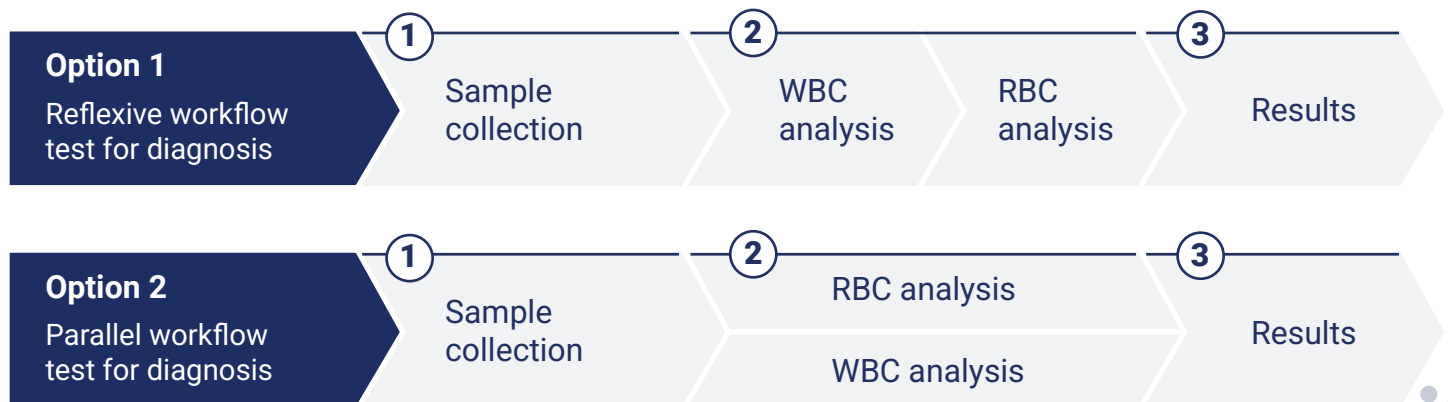 Option 1
Reflexive workflow
test for diagnosis
1
Sample
collection
2
WBC
analysis
RBC
analysis
3
Results
Option 2
Parallel workflow
test for diagnosis
1
Sample
collection
2
RBC analysis
WBC analysis
3
Results